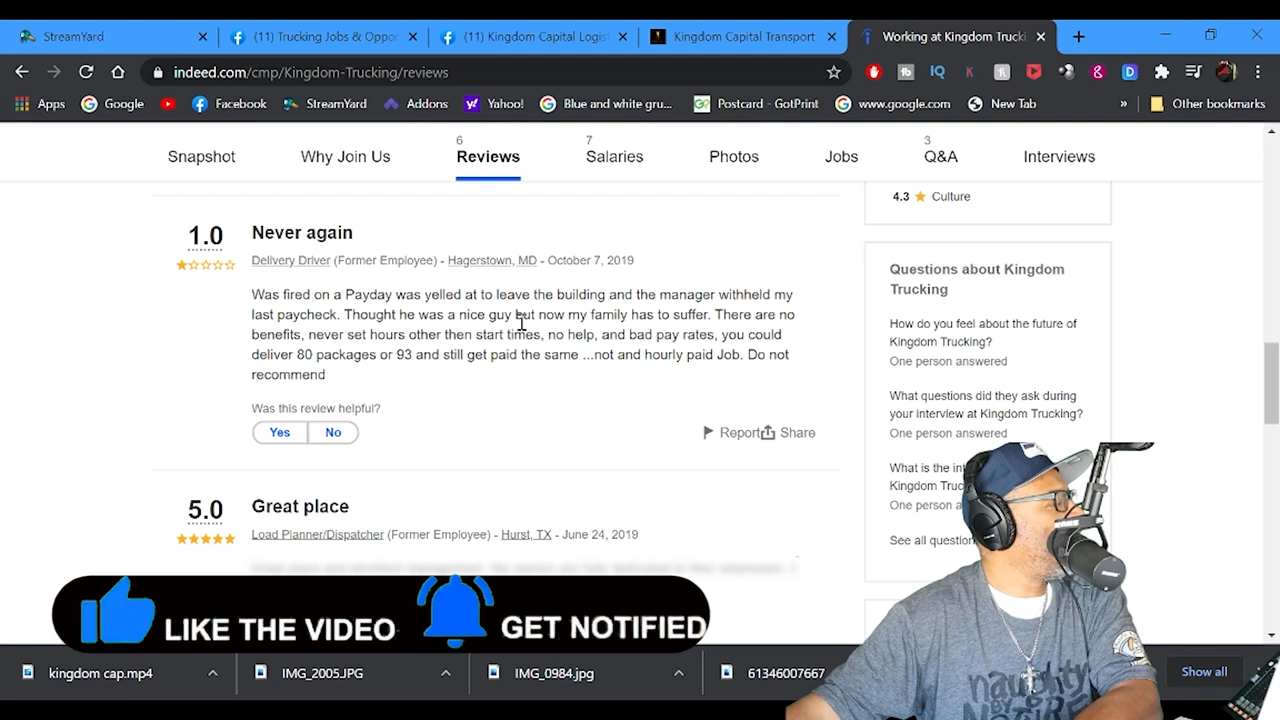 StreamYard
(11) Trucking Jobs & Oppor
(11) Kingdom Capital Logis
Kingdom Capital Transport
Working at Kingdom Trucki
indeed.com/cmp/Kingdom-Trucking/reviews
Apps
Google
Facebook
StreamYard
Addons
Yahoo!
Blue and white gru...
Postcard - GotPrint
www.google.com
New Tab
»
Other bookmarks
6
7
3
Snapshot
Why Join Us
Reviews
Salaries
Photos
Jobs
Q&A
Interviews
4.3 ★ Culture
1.0
Never again
Delivery Driver (Former Employee) - Hagerstown, MD - October 7, 2019
Was fired on a Payday was yelled at to leave the building and the manager withheld my
last paycheck. Thought he was a nice guy but now my family has to suffer. There are no
benefits, never set hours other then start times, no help, and bad pay rates, you could
deliver 80 packages or 93 and still get paid the same ...not and hourly paid Job. Do not
recommend
Was this review helpful?
Yes
No
Report
Share
Questions about Kingdom
Trucking
How do you feel about the future of
Kingdom Trucking?
One person answered
What questions did they ask during
your interview at Kingdom Trucking?
One person answered
What is the in
Kingdom Truc
One person a
See all question
5.0
Great place
Load Planner/Dispatcher (Former Employee) - Hurst, TX - June 24, 2019
LIKE THE VIDEO
GET NOTIFIED
kingdom cap.mp4
IMG_2005.JPG
IMG_0984.jpg
61346007667
Show all
naughty
by
NATURE